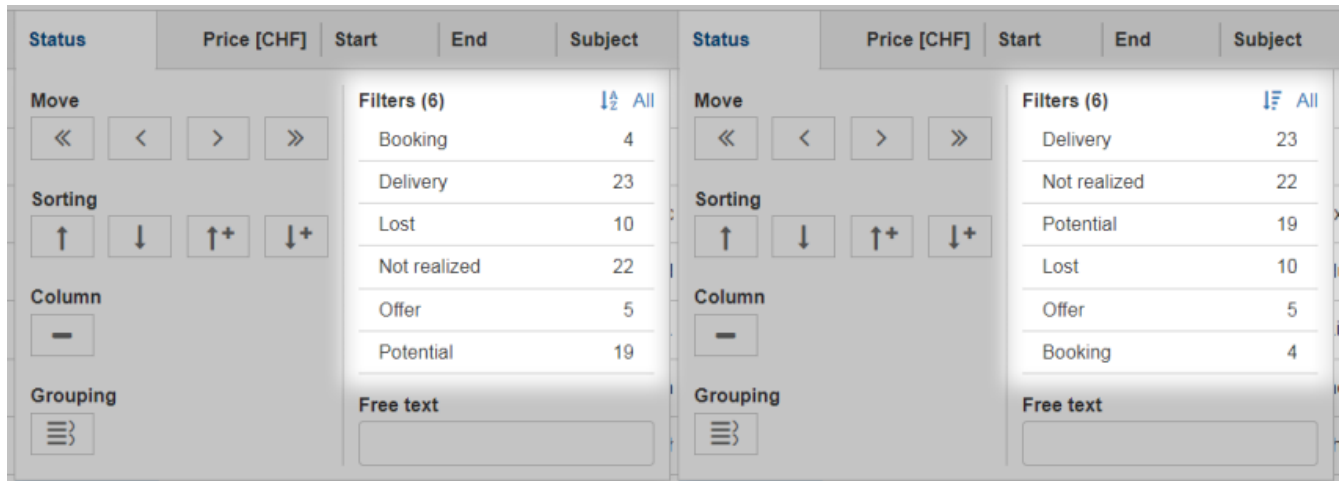 Status Price [CHF] Start End Subject
Move
Sorting
Column
Grouping
Filters (6) All
Booking 4
Delivery 23
Lost 10
Not realized 22
Offer 5
Potential 19
Free text
Status Price [CHF] Start End Subject
Move
Sorting
Column
Grouping
Filters (6) All
Delivery 23
Not realized 22
Potential 19
Lost 10
Offer 5
Booking 4
Free text